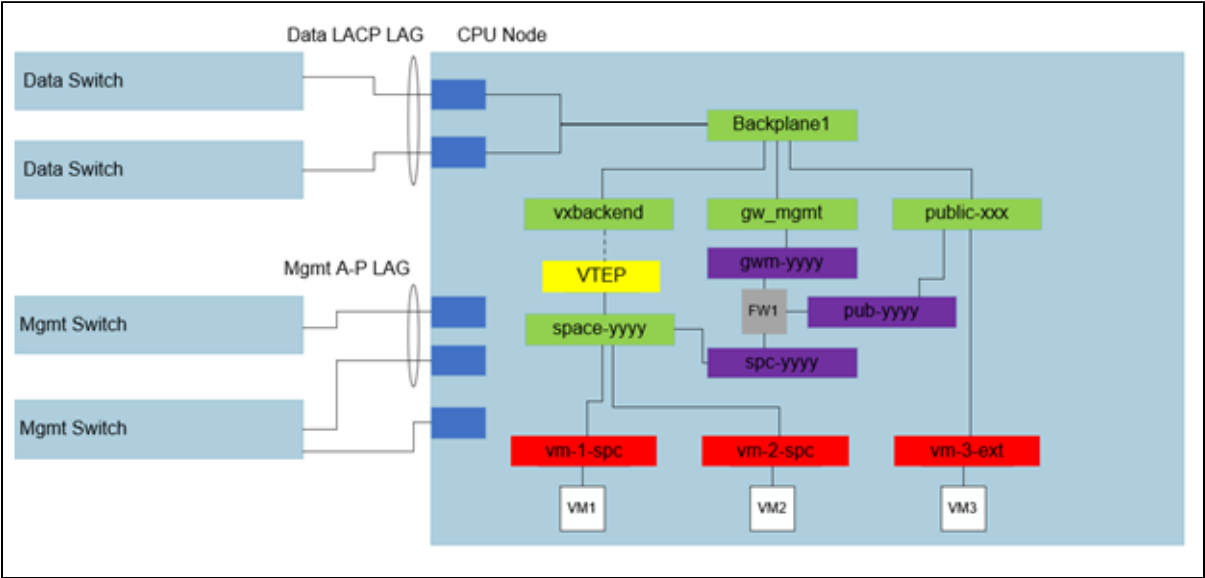 Data LACP LAG
CPU Node
Data Switch
Data Switch
Backplane1
vxbackend
gw_mgmt
public-xxx
Mgmt A-P LAG
gwm-yyyy
VTEP
Mgmt Switch
FW1
pub-yyyy
space-yyyy
spc-yyyy
Mgmt Switch
vm-1-spc
vm-2-spc
vm-3-ext
VM1
VM2
VM3